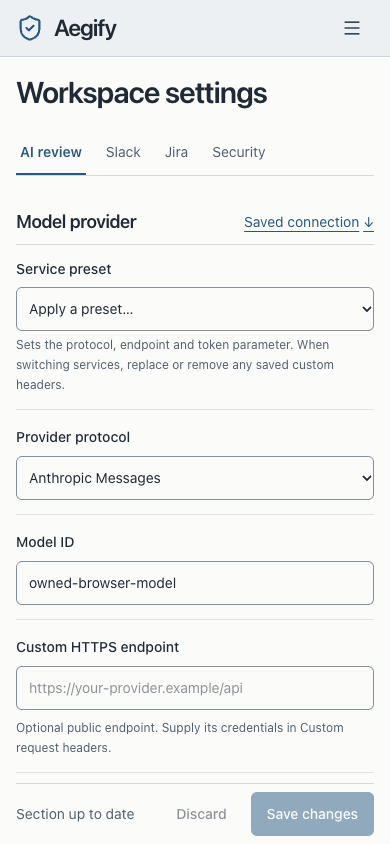 Aegify
Workspace settings
AI review Slack Jira Security
Model provider Saved connection ↓
Service preset
Apply a preset...
Sets the protocol, endpoint and token parameter. When
switching services, replace or remove any saved custom
headers.
Provider protocol
Anthropic Messages
Model ID
owned-browser-model
Custom HTTPS endpoint
https://your-provider.example/api
Optional public endpoint. Supply its credentials in Custom
request headers.
Section up to date Discard Save changes